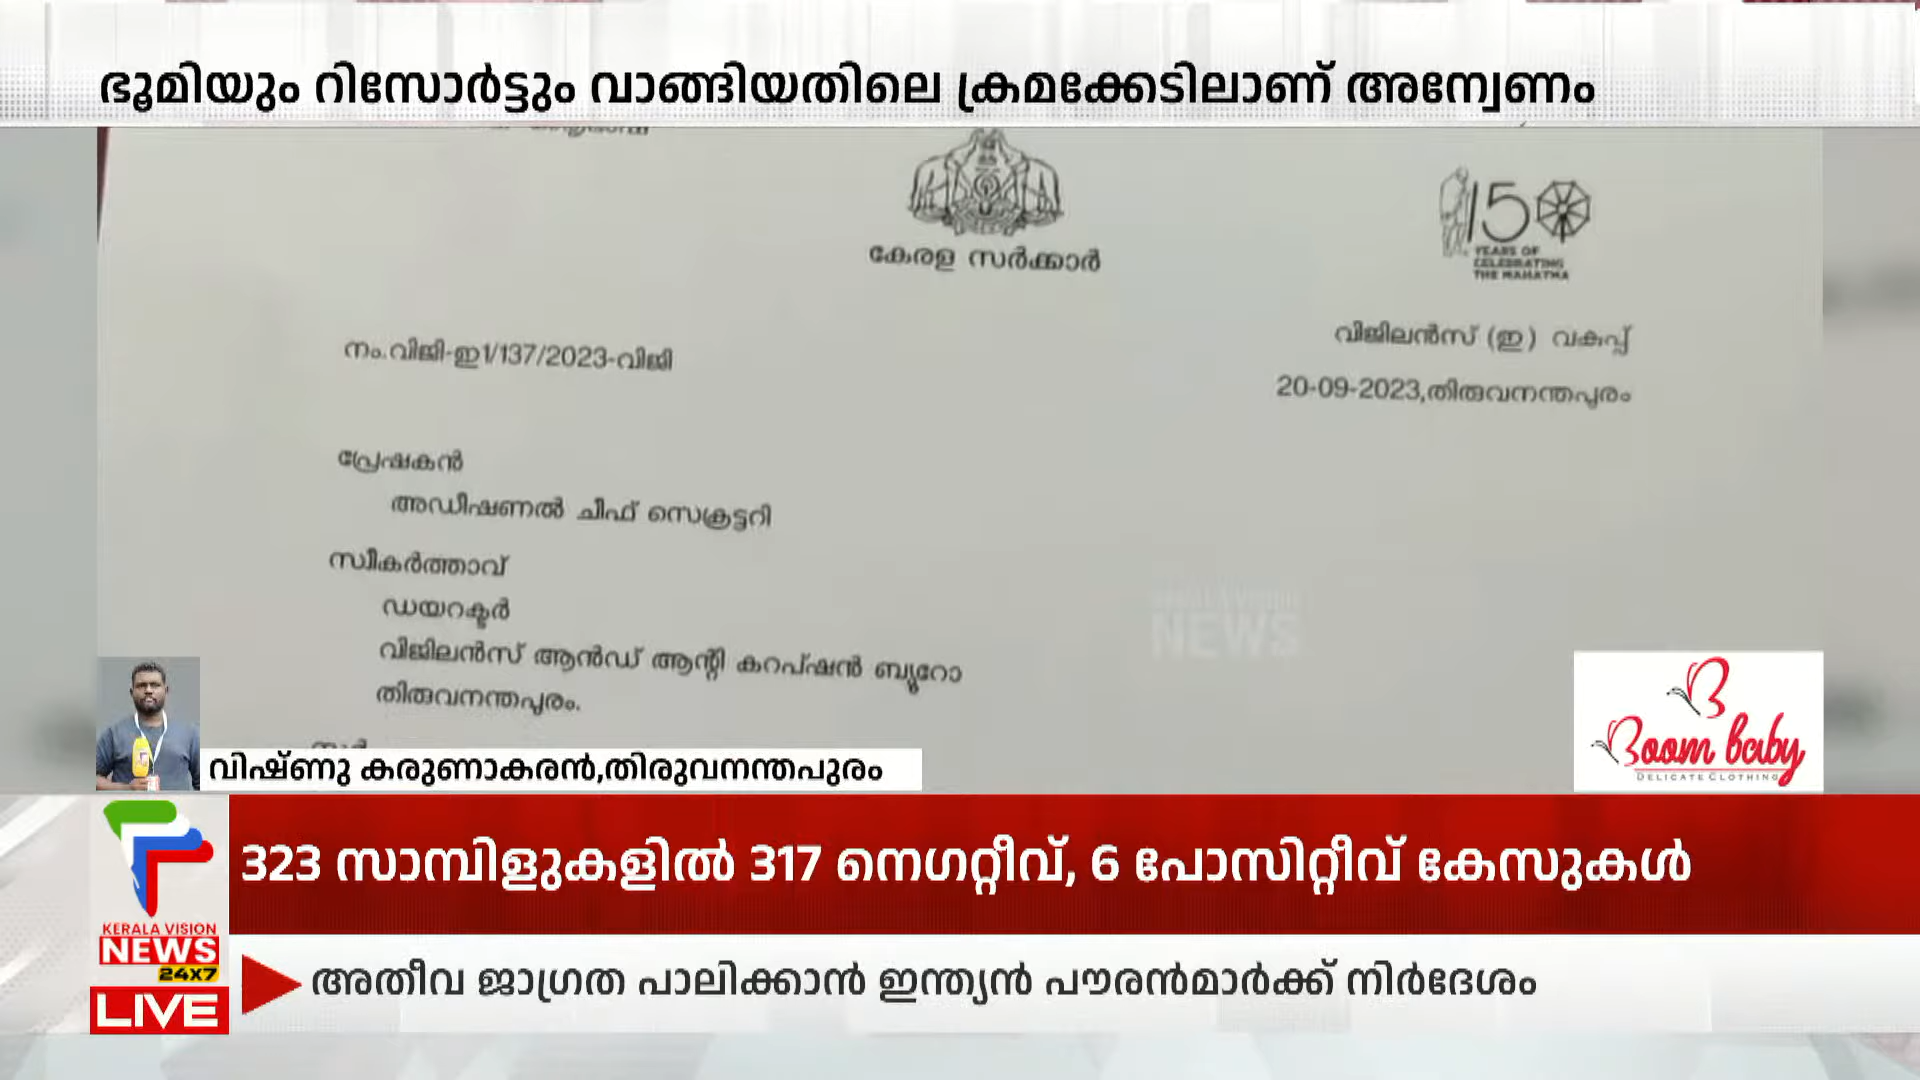 ഭൂമിയും റിസോർട്ടും വാങ്ങിയതിലെ ക്രമക്കേടിലാണ് അന്വേണം
150
YEARS OF
CELEBRATING
THE MAHATMA
കേരള സർക്കാർ
നം.വിജി-ഇ1/137/2023-വിജി
വിജിലൻസ് (ഇ) വകുപ്പ്
20-09-2023,തിരുവനന്തപുരം
പ്രേഷകൻ
അഡീഷണൽ ചീഫ് സെക്രട്ടറി
സ്വീകർത്താവ്
ഡയറക്ടർ
വിജിലൻസ് ആൻഡ് ആന്റി കറപ്ഷൻ ബ്യൂറോ
തിരുവനന്തപുരം.
NEWS
Boom baby
DELICATE CLOTHING
വിഷ്ണു കരുണാകരൻ,തിരുവനന്തപുരം
323 സാമ്പിളുകളിൽ 317 നെഗറ്റീവ്, 6 പോസിറ്റീവ് കേസുകൾ
KERALA VISION
NEWS
24x7
LIVE
അതീവ ജാഗ്രത പാലിക്കാൻ ഇന്ത്യൻ പൗരൻമാർക്ക് നിർദേശം